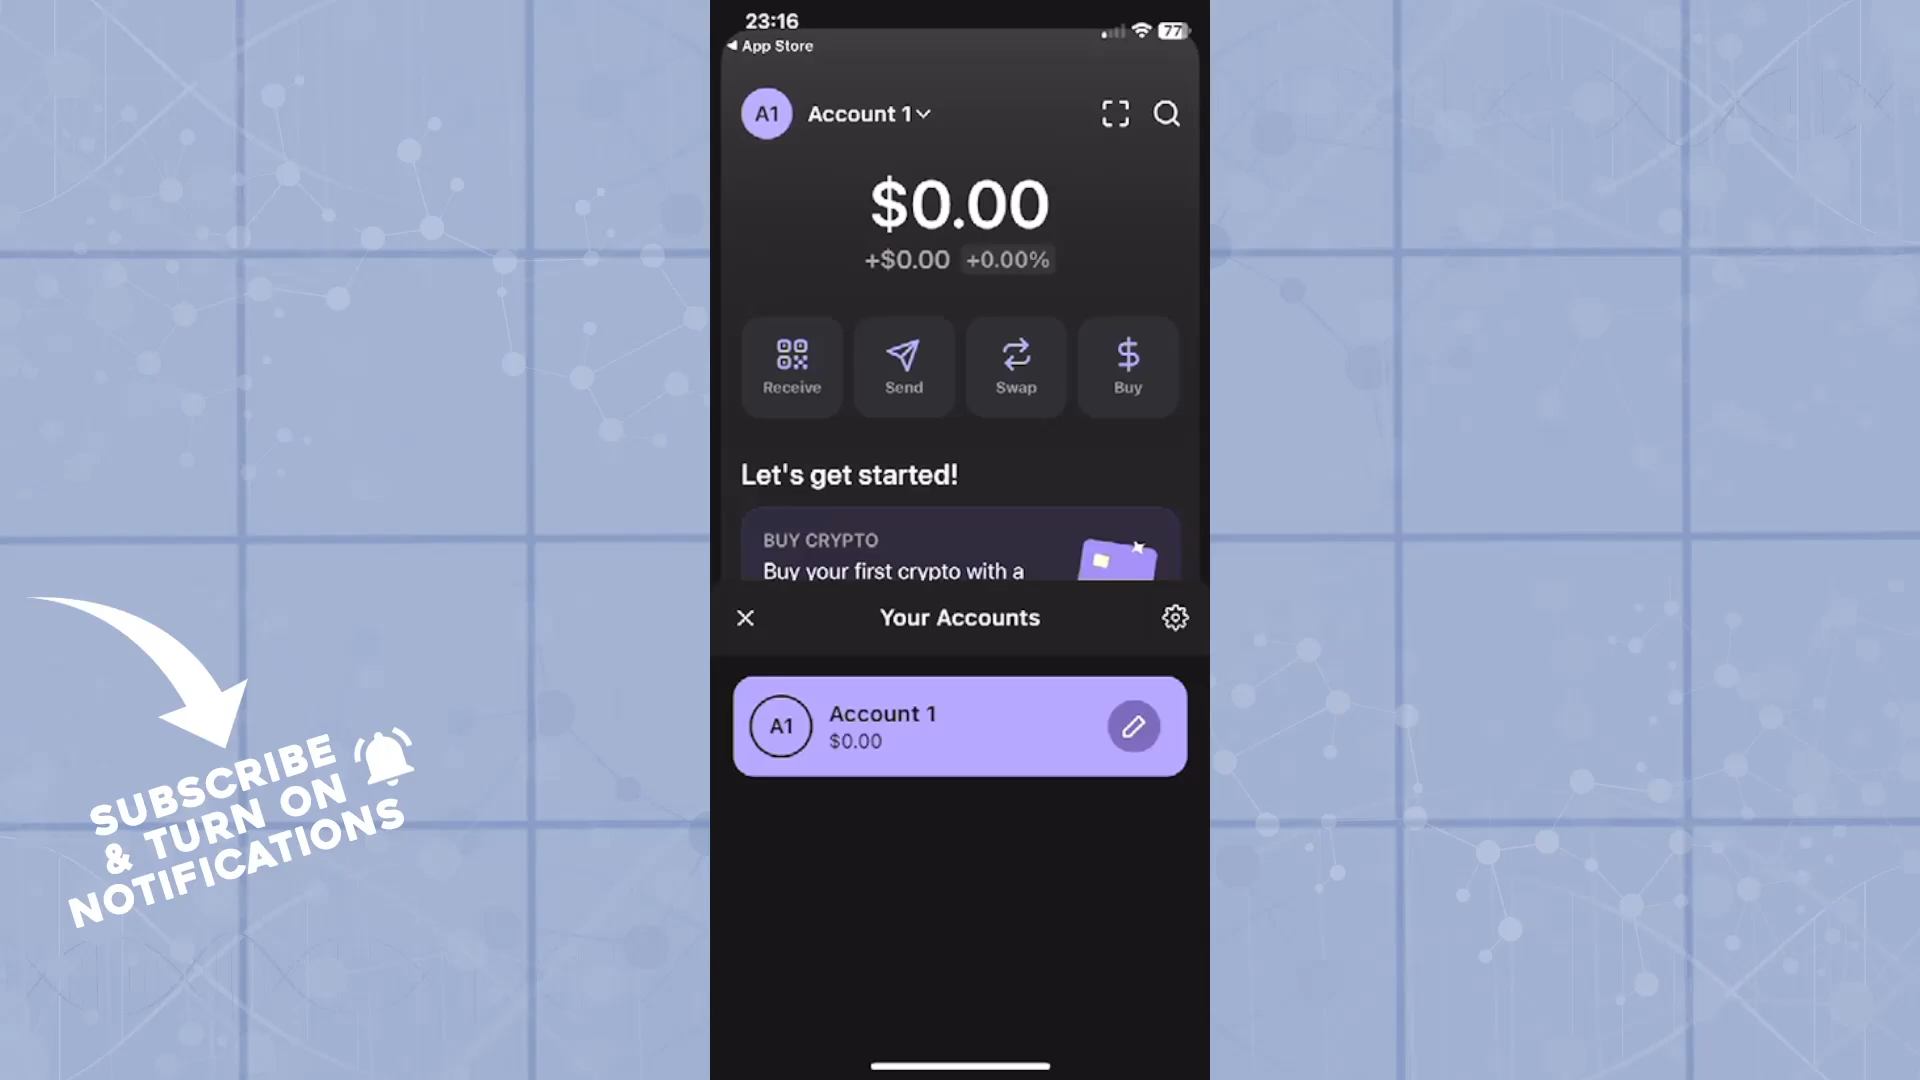 23:16
App Store
77
A1
Account 1
$0.00
+$0.00 +0.00%
Receive
Send
Swap
Buy
Let's get started!
BUY CRYPTO
Buy your first crypto with a
Your Accounts
A1
Account 1
$0.00
SUBSCRIBE
& TURN ON
NOTIFICATIONS